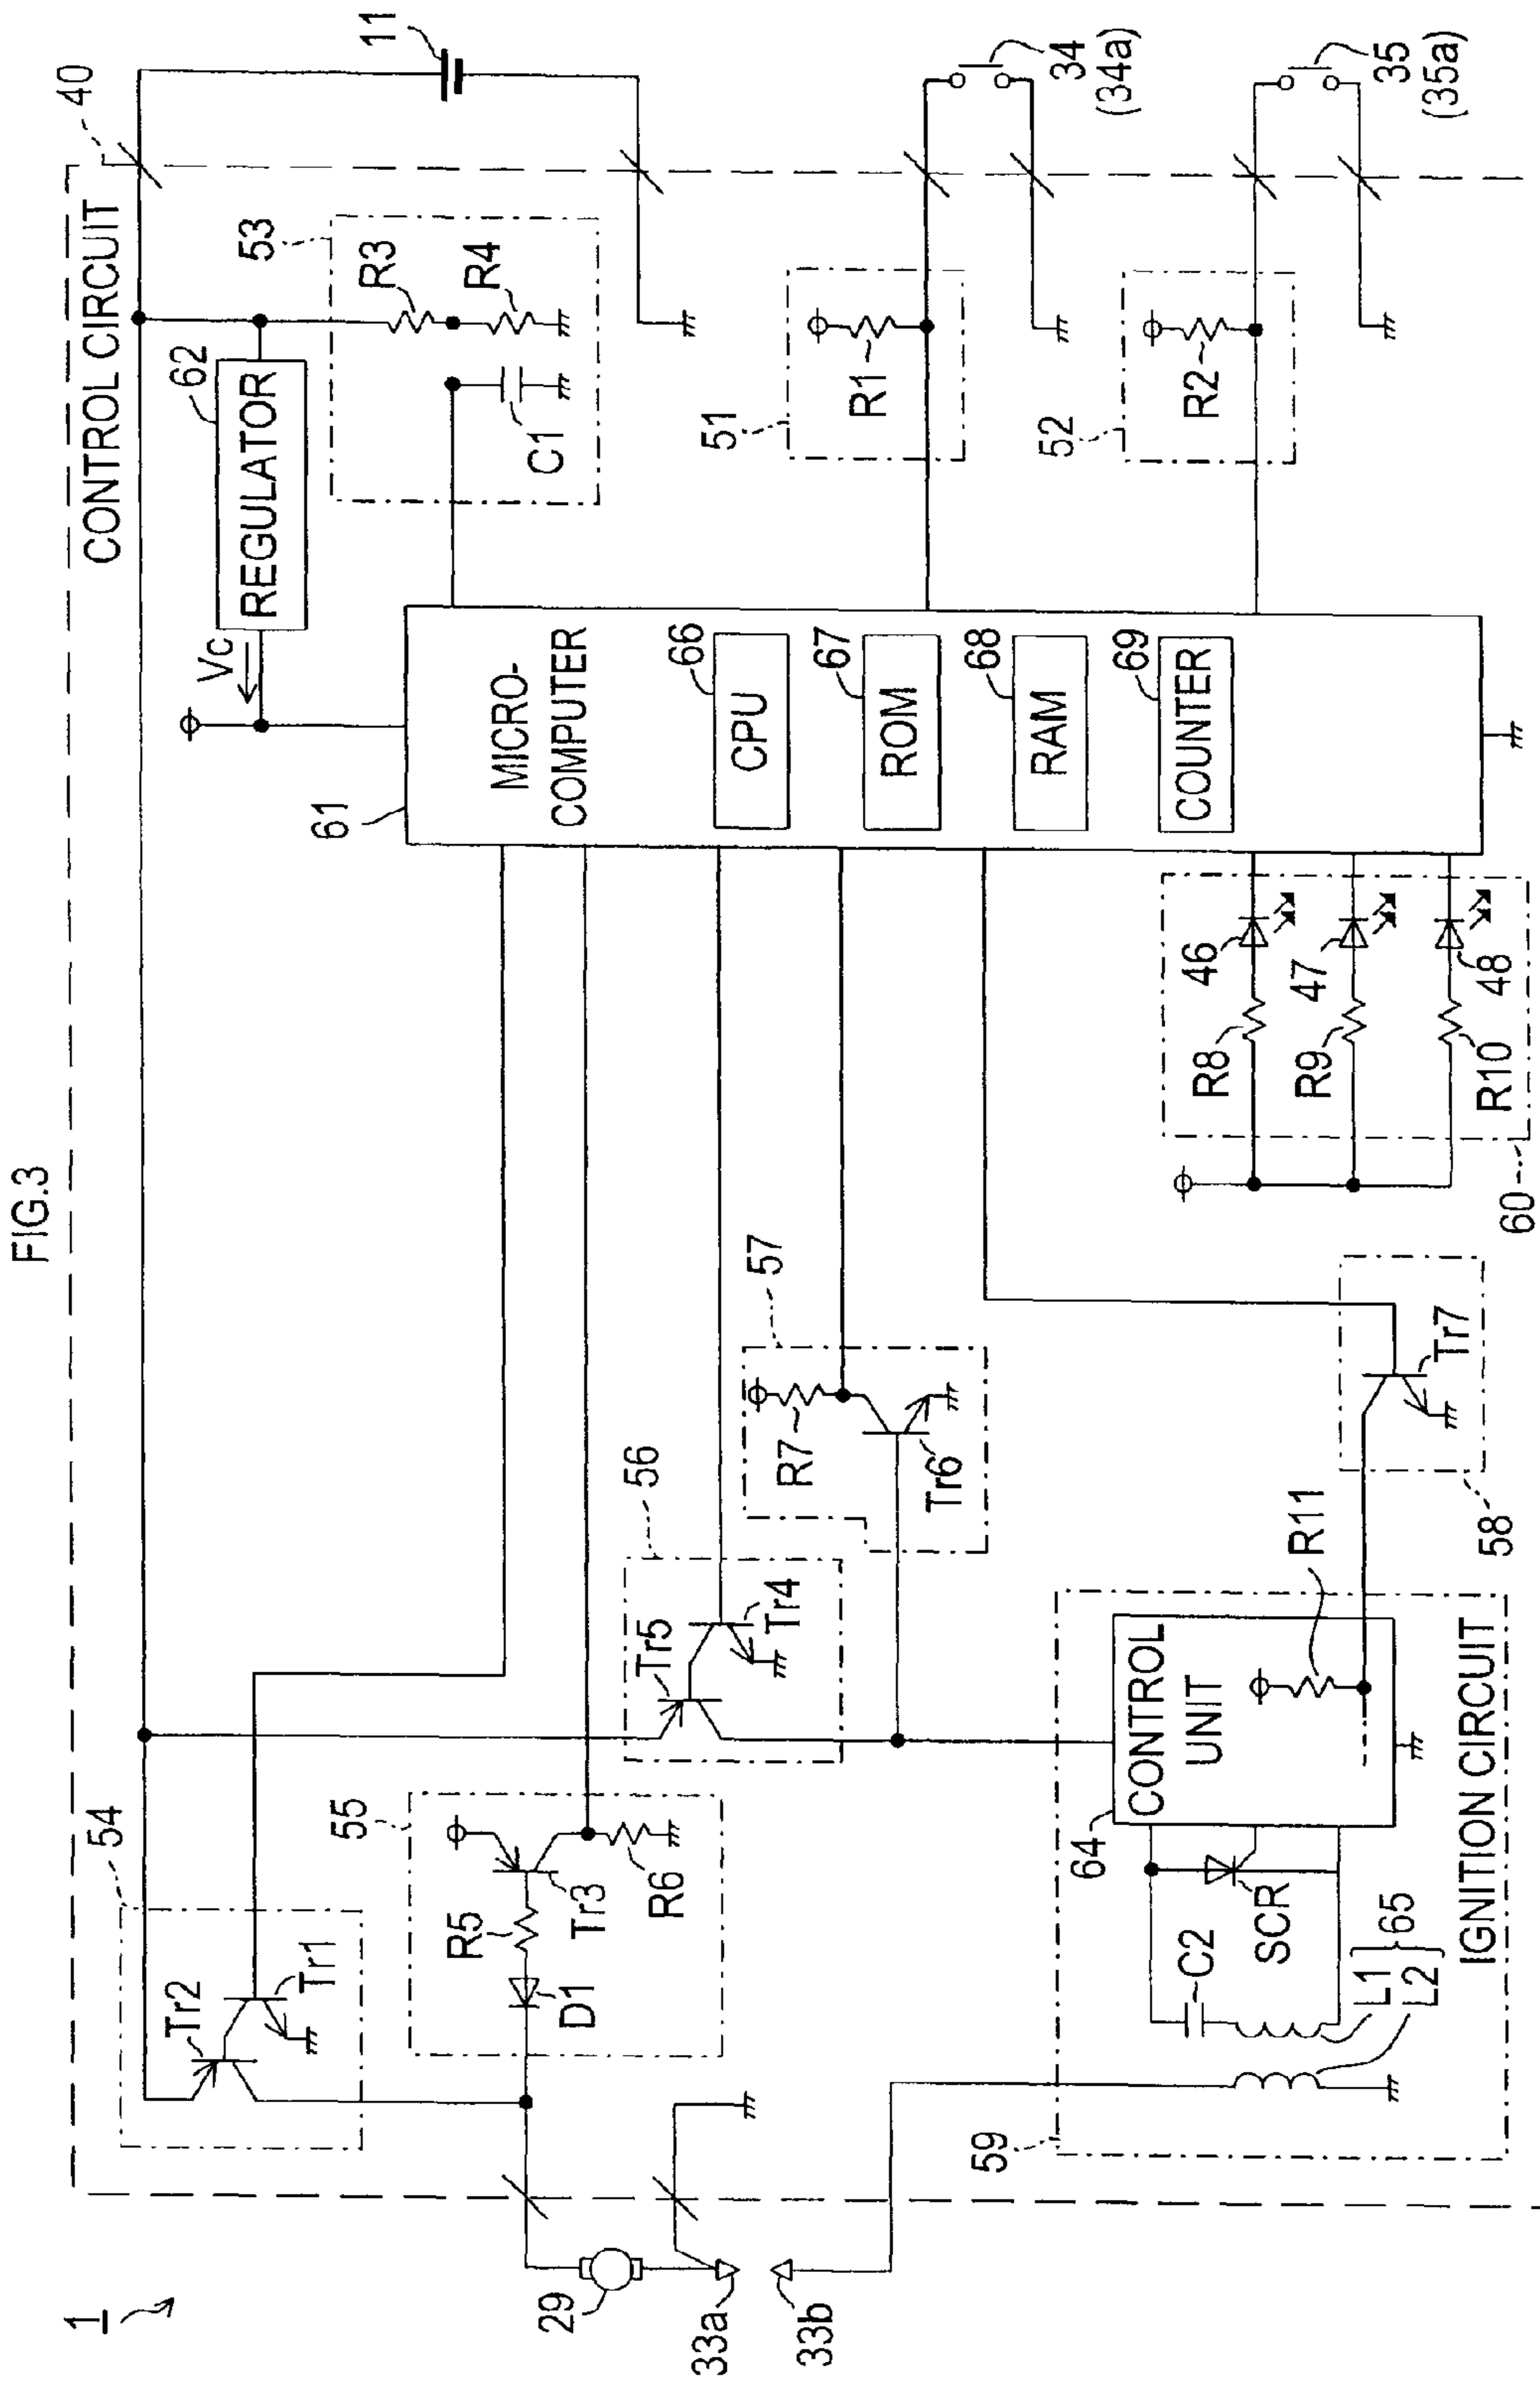 FIG.3
1
CONTROL CIRCUIT
40
11
62
REGULATOR
Vc
53
R3
R4
C1
61
MICRO-
COMPUTER
66
CPU
67
ROM
68
RAM
69
COUNTER
51
R1
34
(34a)
52
R2
35
(35a)
54
Tr2
Tr1
55
R5
D1
Tr3
R6
56
Tr5
Tr4
57
R7
Tr6
58
Tr7
29
33a
33b
59
64
CONTROL
UNIT
R11
SCR
C2
L1
L2
65
IGNITION CIRCUIT
60
46
R8
47
R9
48
R10